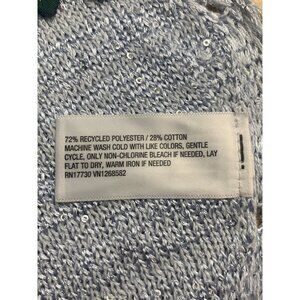 72% RECYCLED POLYESTER / 28% COTTON
MACHINE WASH COLD WITH LIKE COLORS, GENTLE
CYCLE, ONLY NON-CHLORINE BLEACH IF NEEDED, LAY
FLAT TO DRY, WARM IRON IF NEEDED
RN17730 VN1268582